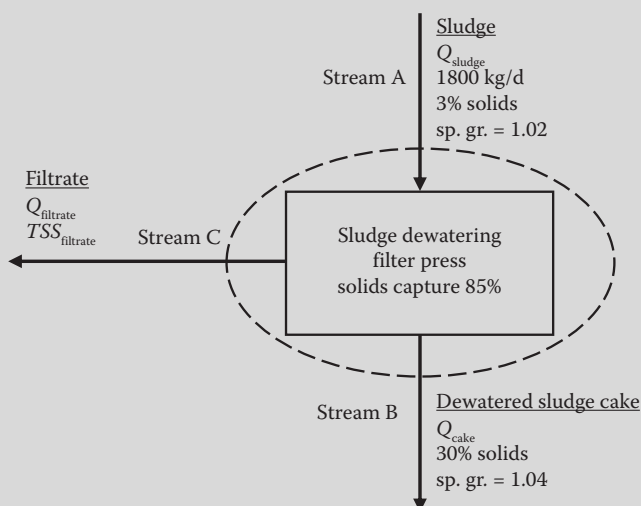 Sludge
Q_sludge
1800 kg/d
3% solids
sp. gr. = 1.02
Stream A
Filtrate
Q_filtrate
TSS_filtrate
Stream C
Sludge dewatering
filter press
solids capture 85%
Stream B
Dewatered sludge cake
Q_cake
30% solids
sp. gr. = 1.04